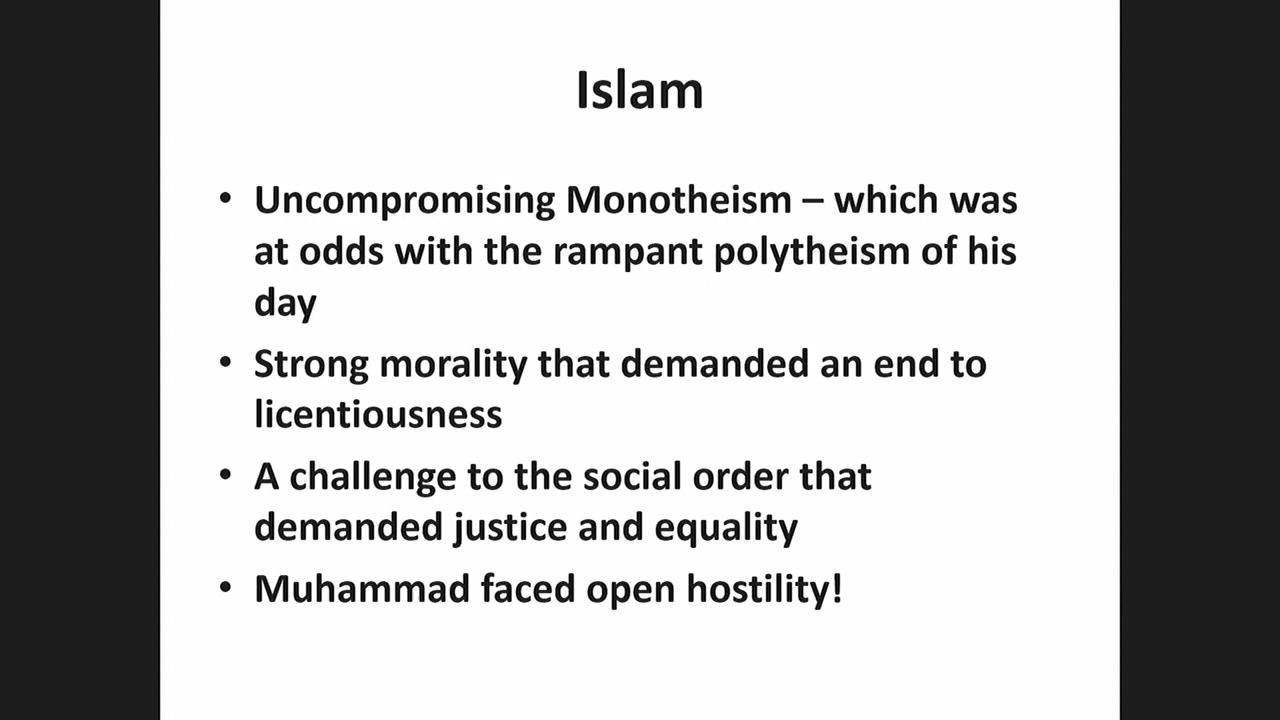 Islam
• Uncompromising Monotheism – which was
at odds with the rampant polytheism of his
day
• Strong morality that demanded an end to
licentiousness
• A challenge to the social order that
demanded justice and equality
• Muhammad faced open hostility!